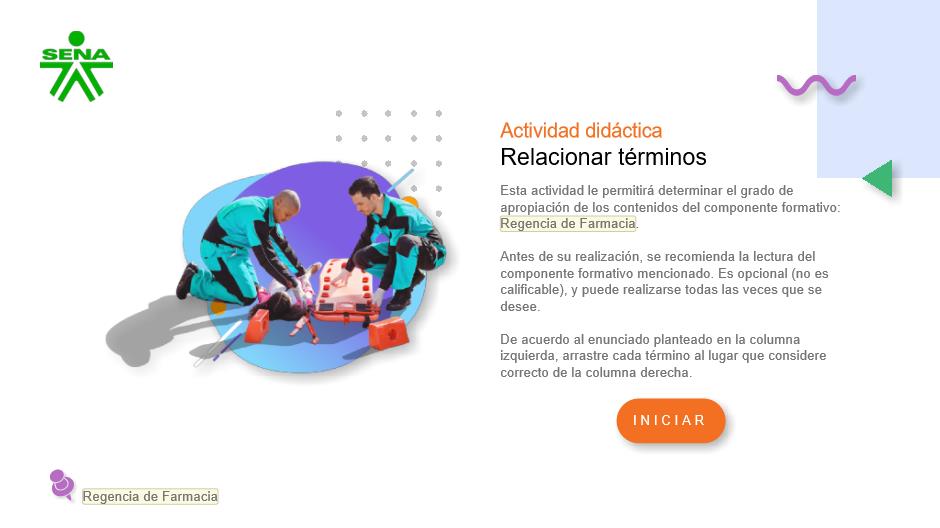 SENA
Actividad didáctica
Relacionar términos
Esta actividad le permitirá determinar el grado de
apropiación de los contenidos del componente formativo:
Regencia de Farmacia.
Antes de su realización, se recomienda la lectura del
componente formativo mencionado. Es opcional (no es
calificable), y puede realizarse todas las veces que se
desee.
De acuerdo al enunciado planteado en la columna
izquierda, arrastre cada término al lugar que considere
correcto de la columna derecha.
INICIAR
Regencia de Farmacia